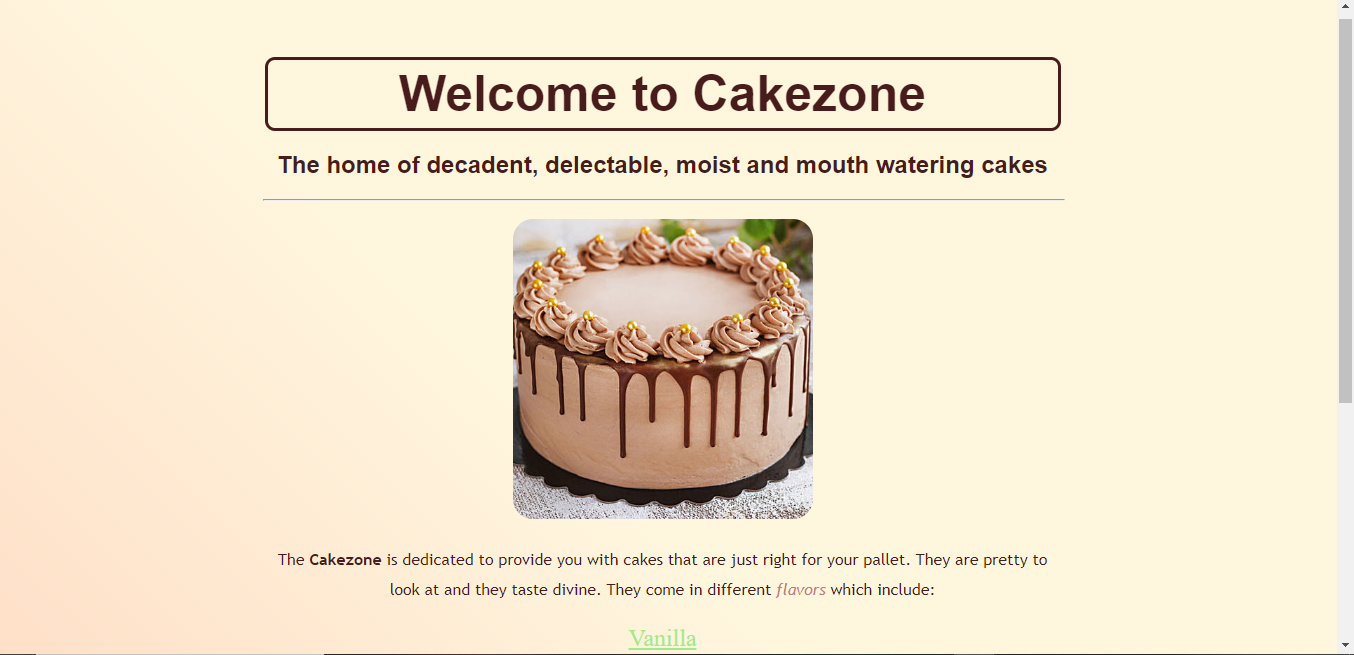 Welcome to Cakezone
The home of decadent, delectable, moist and mouth watering cakes
The Cakezone is dedicated to provide you with cakes that are just right for your pallet. They are pretty to
look at and they taste divine. They come in different flavors which include:
Vanilla